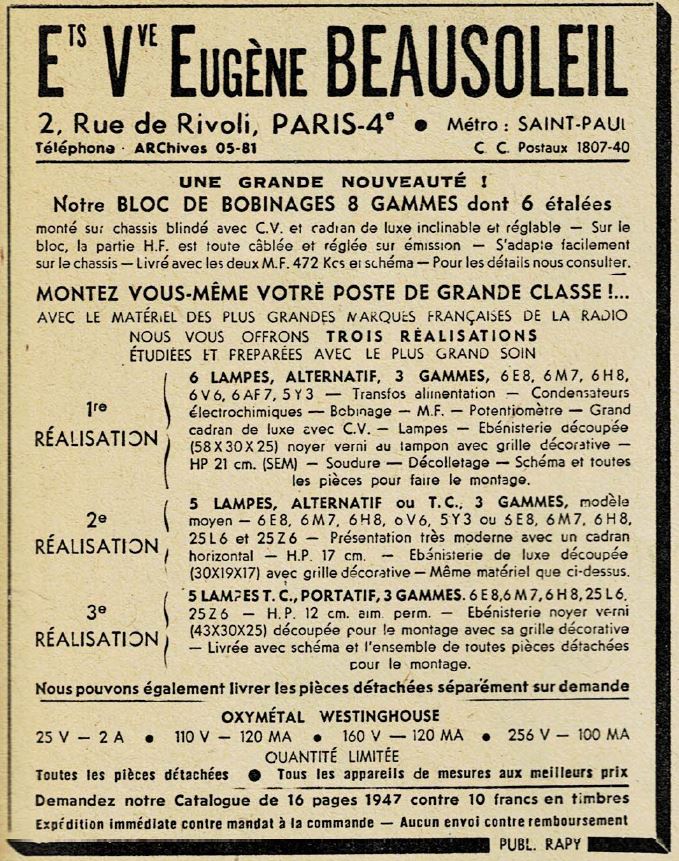 Ets Vve Eugène BEAUSOLEIL
2, Rue de Rivoli, PARIS-4e ● Métro : SAINT-PAUL
Téléphone · ARChives 05-81 C. C. Postaux 1807-40
UNE GRANDE NOUVEAUTÉ !
Notre BLOC DE BOBINAGES 8 GAMMES dont 6 étalées
monté sur chassis blindé avec C.V. et cadran de luxe inclinable et réglable — Sur le
bloc, la partie H.F. est toute câblée et réglée sur émission — S'adapte facilement
sur le chassis — Livré avec les deux M.F. 472 Kcs et schéma — Pour les détails nous consulter.
MONTEZ VOUS-MÊME VOTRE POSTE DE GRANDE CLASSE !...
AVEC LE MATÉRIEL DES PLUS GRANDES MARQUES FRANÇAISES DE LA RADIO
NOUS VOUS OFFRONS TROIS RÉALISATIONS
ÉTUDIÉES ET PREPARÉES AVEC LE PLUS GRAND SOIN
1re
RÉALISATION
6 LAMPES, ALTERNATIF, 3 GAMMES, 6E8, 6M7, 6H8,
6V6, 6AF7, 5Y3 — Transfos alimentation — Condensateurs
électrochimiques — Bobinage — M.F. — Potentiomètre — Grand
cadran de luxe avec C.V. — Lampes — Ebénisterie découpée
(58X30X25) noyer verni au tampon avec grille décorative —
HP 21 cm. (SEM) — Soudure — Décolletage — Schéma et toutes
les pièces pour faire le montage.
2e
RÉALISATION
5 LAMPES, ALTERNATIF ou T.C., 3 GAMMES, modèle
moyen — 6E8, 6M7, 6H8, 6V6, 5Y3 ou 6E8, 6M7, 6H8,
25L6 et 25Z6 — Présentation très moderne avec un cadran
horizontal — H.P. 17 cm. — Ebénisterie de luxe découpée
(30X19X17) avec grille décorative — Même matériel que ci-dessus.
3e
RÉALISATION
5 LAMPES T.C., PORTATIF, 3 GAMMES. 6E8, 6M7, 6H8, 25L6,
25Z6 — H.P. 12 cm. aim. perm. — Ebénisterie noyer verni
(43X30X25) découpée pour le montage avec sa grille décorative
— Livrée avec schéma et l'ensemble de toutes pièces détachées
pour le montage.
Nous pouvons également livrer les pièces détachées séparément sur demande
OXYMÉTAL WESTINGHOUSE
25 V — 2 A ● 110 V — 120 MA ● 160 V — 120 MA ● 256 V — 100 MA
QUANTITÉ LIMITÉE
Toutes les pièces détachées ● Tous les appareils de mesures aux meilleurs prix
Demandez notre Catalogue de 16 pages 1947 contre 10 francs en timbres
Expédition immédiate contre mandat à la commande — Aucun envoi contre remboursement
PUBL. RAPY